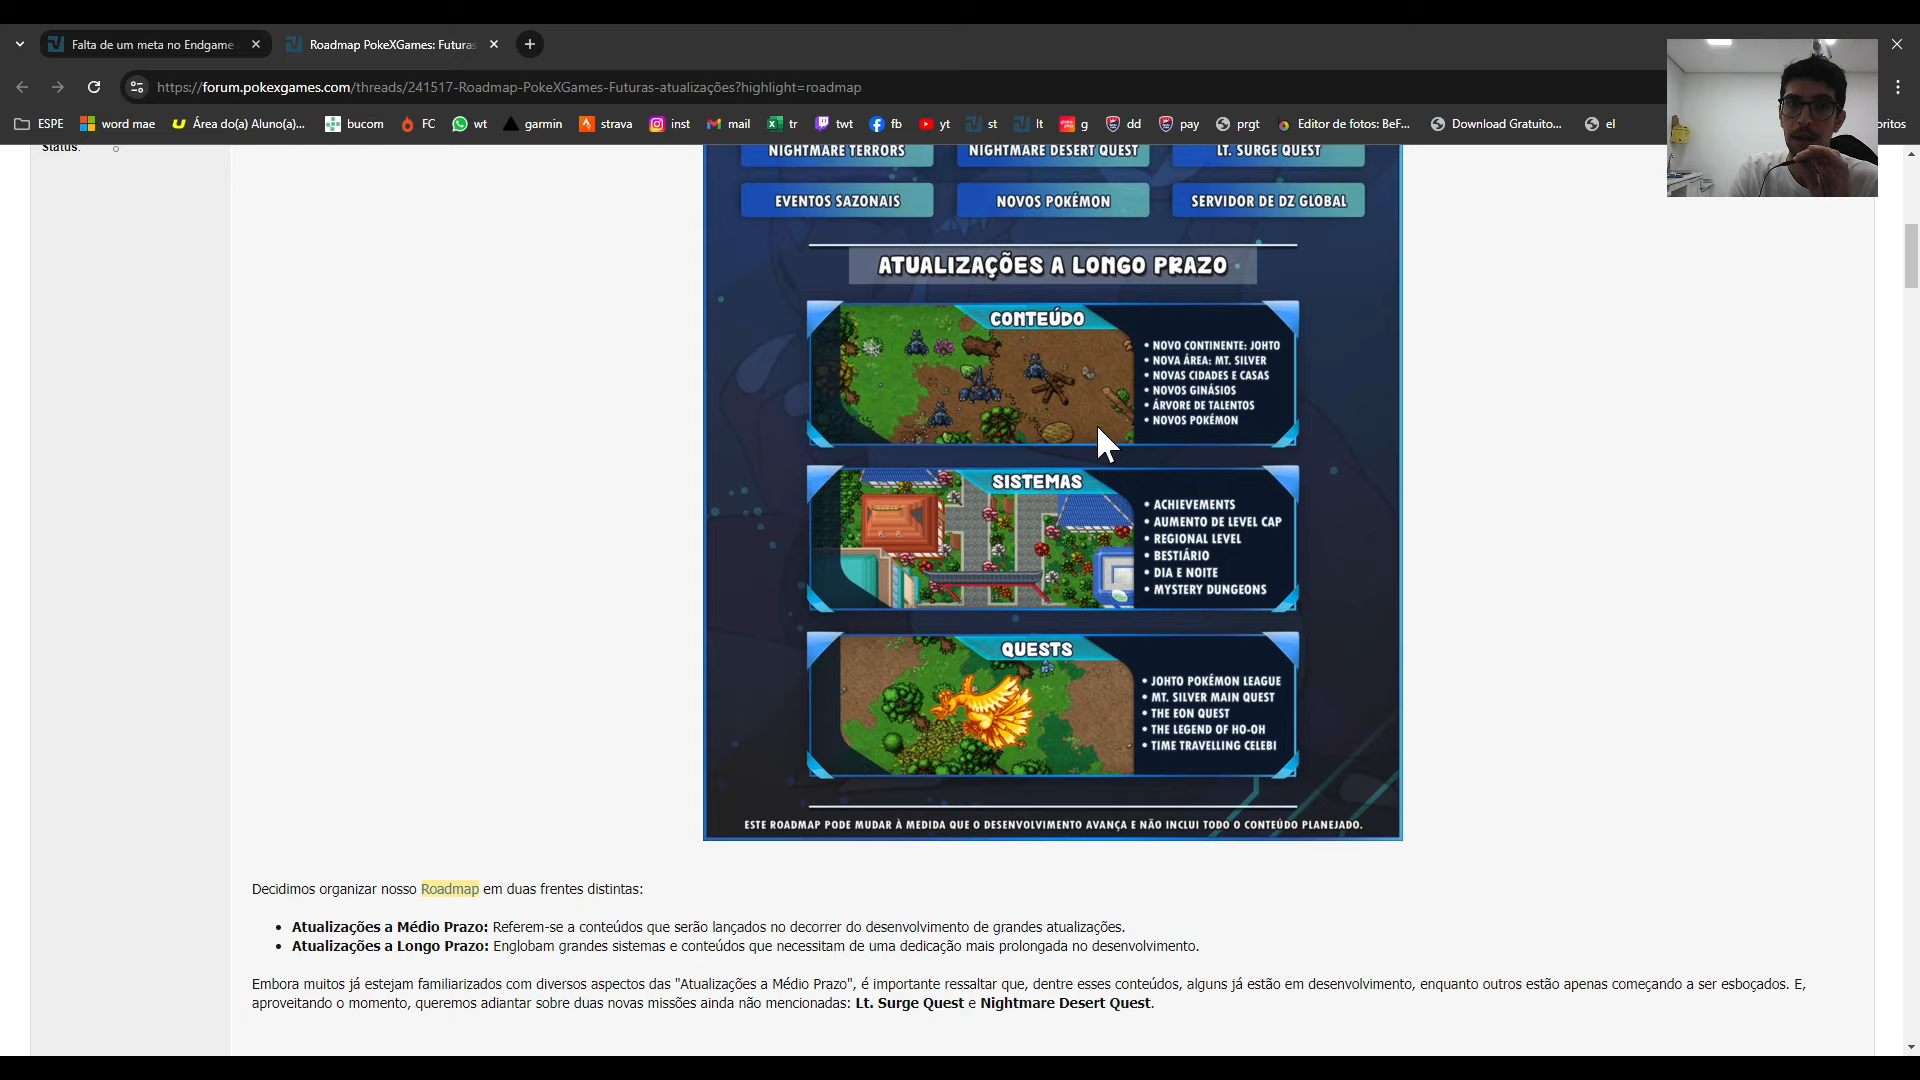 Falta de um meta no Endgame
Roadmap PokeXGames: Futuras
https://forum.pokexgames.com/threads/241517-Roadmap-PokeXGames-Futuras-atualizações?highlight=roadmap
ESPE
word mae
Área do(a) Aluno(a)...
bucom
FC
wt
garmin
strava
inst
mail
tr
twt
fb
yt
st
lt
g
dd
pay
prgt
Editor de fotos: BeF...
Download Gratuito...
el
oritos
Status:
NIGHTMARE TERRORS
NIGHTMARE DESERT QUEST
LT. SURGE QUEST
EVENTOS SAZONAIS
NOVOS POKÉMON
SERVIDOR DE DZ GLOBAL
ATUALIZAÇÕES A LONGO PRAZO
CONTEÚDO
• NOVO CONTINENTE: JOHTO
• NOVA ÁREA: MT. SILVER
• NOVAS CIDADES E CASAS
• NOVOS GINÁSIOS
• ÁRVORE DE TALENTOS
• NOVOS POKÉMON
SISTEMAS
• ACHIEVEMENTS
• AUMENTO DE LEVEL CAP
• REGIONAL LEVEL
• BESTIÁRIO
• DIA E NOITE
• MYSTERY DUNGEONS
QUESTS
• JOHTO POKÉMON LEAGUE
• MT. SILVER MAIN QUEST
• THE EON QUEST
• THE LEGEND OF HO-OH
• TIME TRAVELLING CELEBI
ESTE ROADMAP PODE MUDAR À MEDIDA QUE O DESENVOLVIMENTO AVANÇA E NÃO INCLUI TODO O CONTEÚDO PLANEJADO.
Decidimos organizar nosso Roadmap em duas frentes distintas:
• Atualizações a Médio Prazo: Referem-se a conteúdos que serão lançados no decorrer do desenvolvimento de grandes atualizações.
• Atualizações a Longo Prazo: Englobam grandes sistemas e conteúdos que necessitam de uma dedicação mais prolongada no desenvolvimento.
Embora muitos já estejam familiarizados com diversos aspectos das "Atualizações a Médio Prazo", é importante ressaltar que, dentre esses conteúdos, alguns já estão em desenvolvimento, enquanto outros estão apenas começando a ser esboçados. E,
aproveitando o momento, queremos adiantar sobre duas novas missões ainda não mencionadas: Lt. Surge Quest e Nightmare Desert Quest.